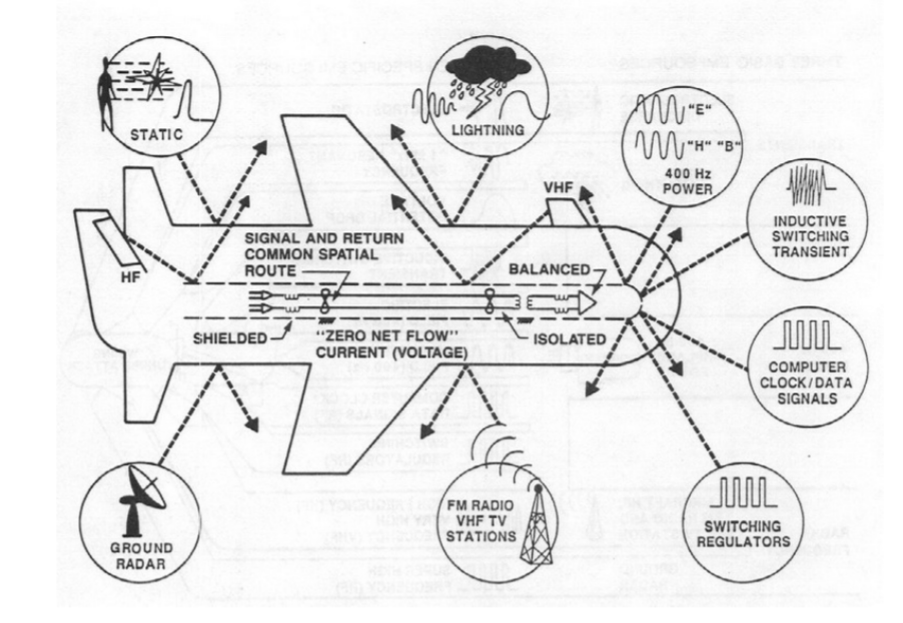 STATIC
LIGHTNING
"E"
"H" "B"
400 Hz
POWER
VHF
INDUCTIVE
SWITCHING
TRANSIENT
HF
SIGNAL AND RETURN
COMMON SPATIAL
ROUTE
BALANCED
SHIELDED
"ZERO NET FLOW"
CURRENT (VOLTAGE)
ISOLATED
COMPUTER
CLOCK/DATA
SIGNALS
GROUND
RADAR
FM RADIO
VHF TV
STATIONS
SWITCHING
REGULATORS